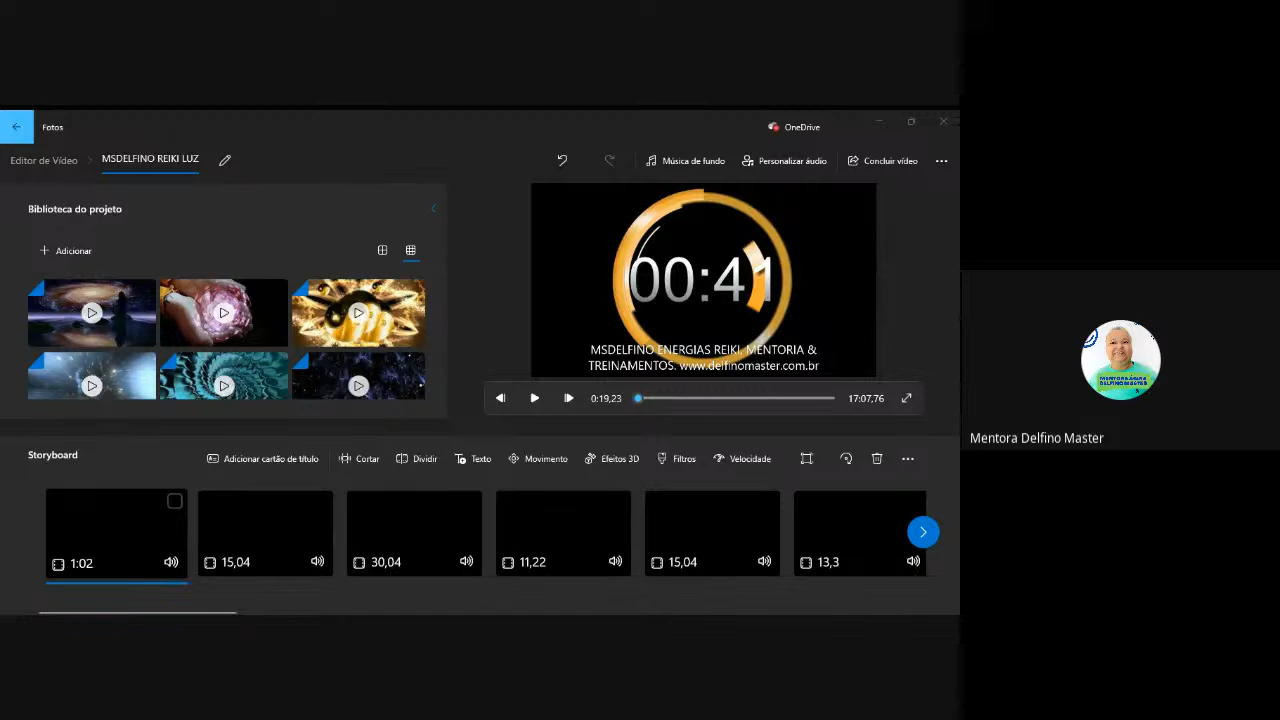 Fotos
OneDrive
Editor de Vídeo
MSDELFINO REIKI LUZ
Música de fundo
Personalizar áudio
Concluir vídeo
Biblioteca do projeto
Adicionar
00:41
MSDELFINO ENERGIAS REIKI, MENTORIA &
TREINAMENTOS. www.delfinomaster.com.br
0:19,23
17:07,76
Mentora Delfino Master
Storyboard
Adicionar cartão de título
Cortar
Dividir
Texto
Movimento
Efeitos 3D
Filtros
Velocidade
1:02
15,04
30,04
11,22
15,04
13,3